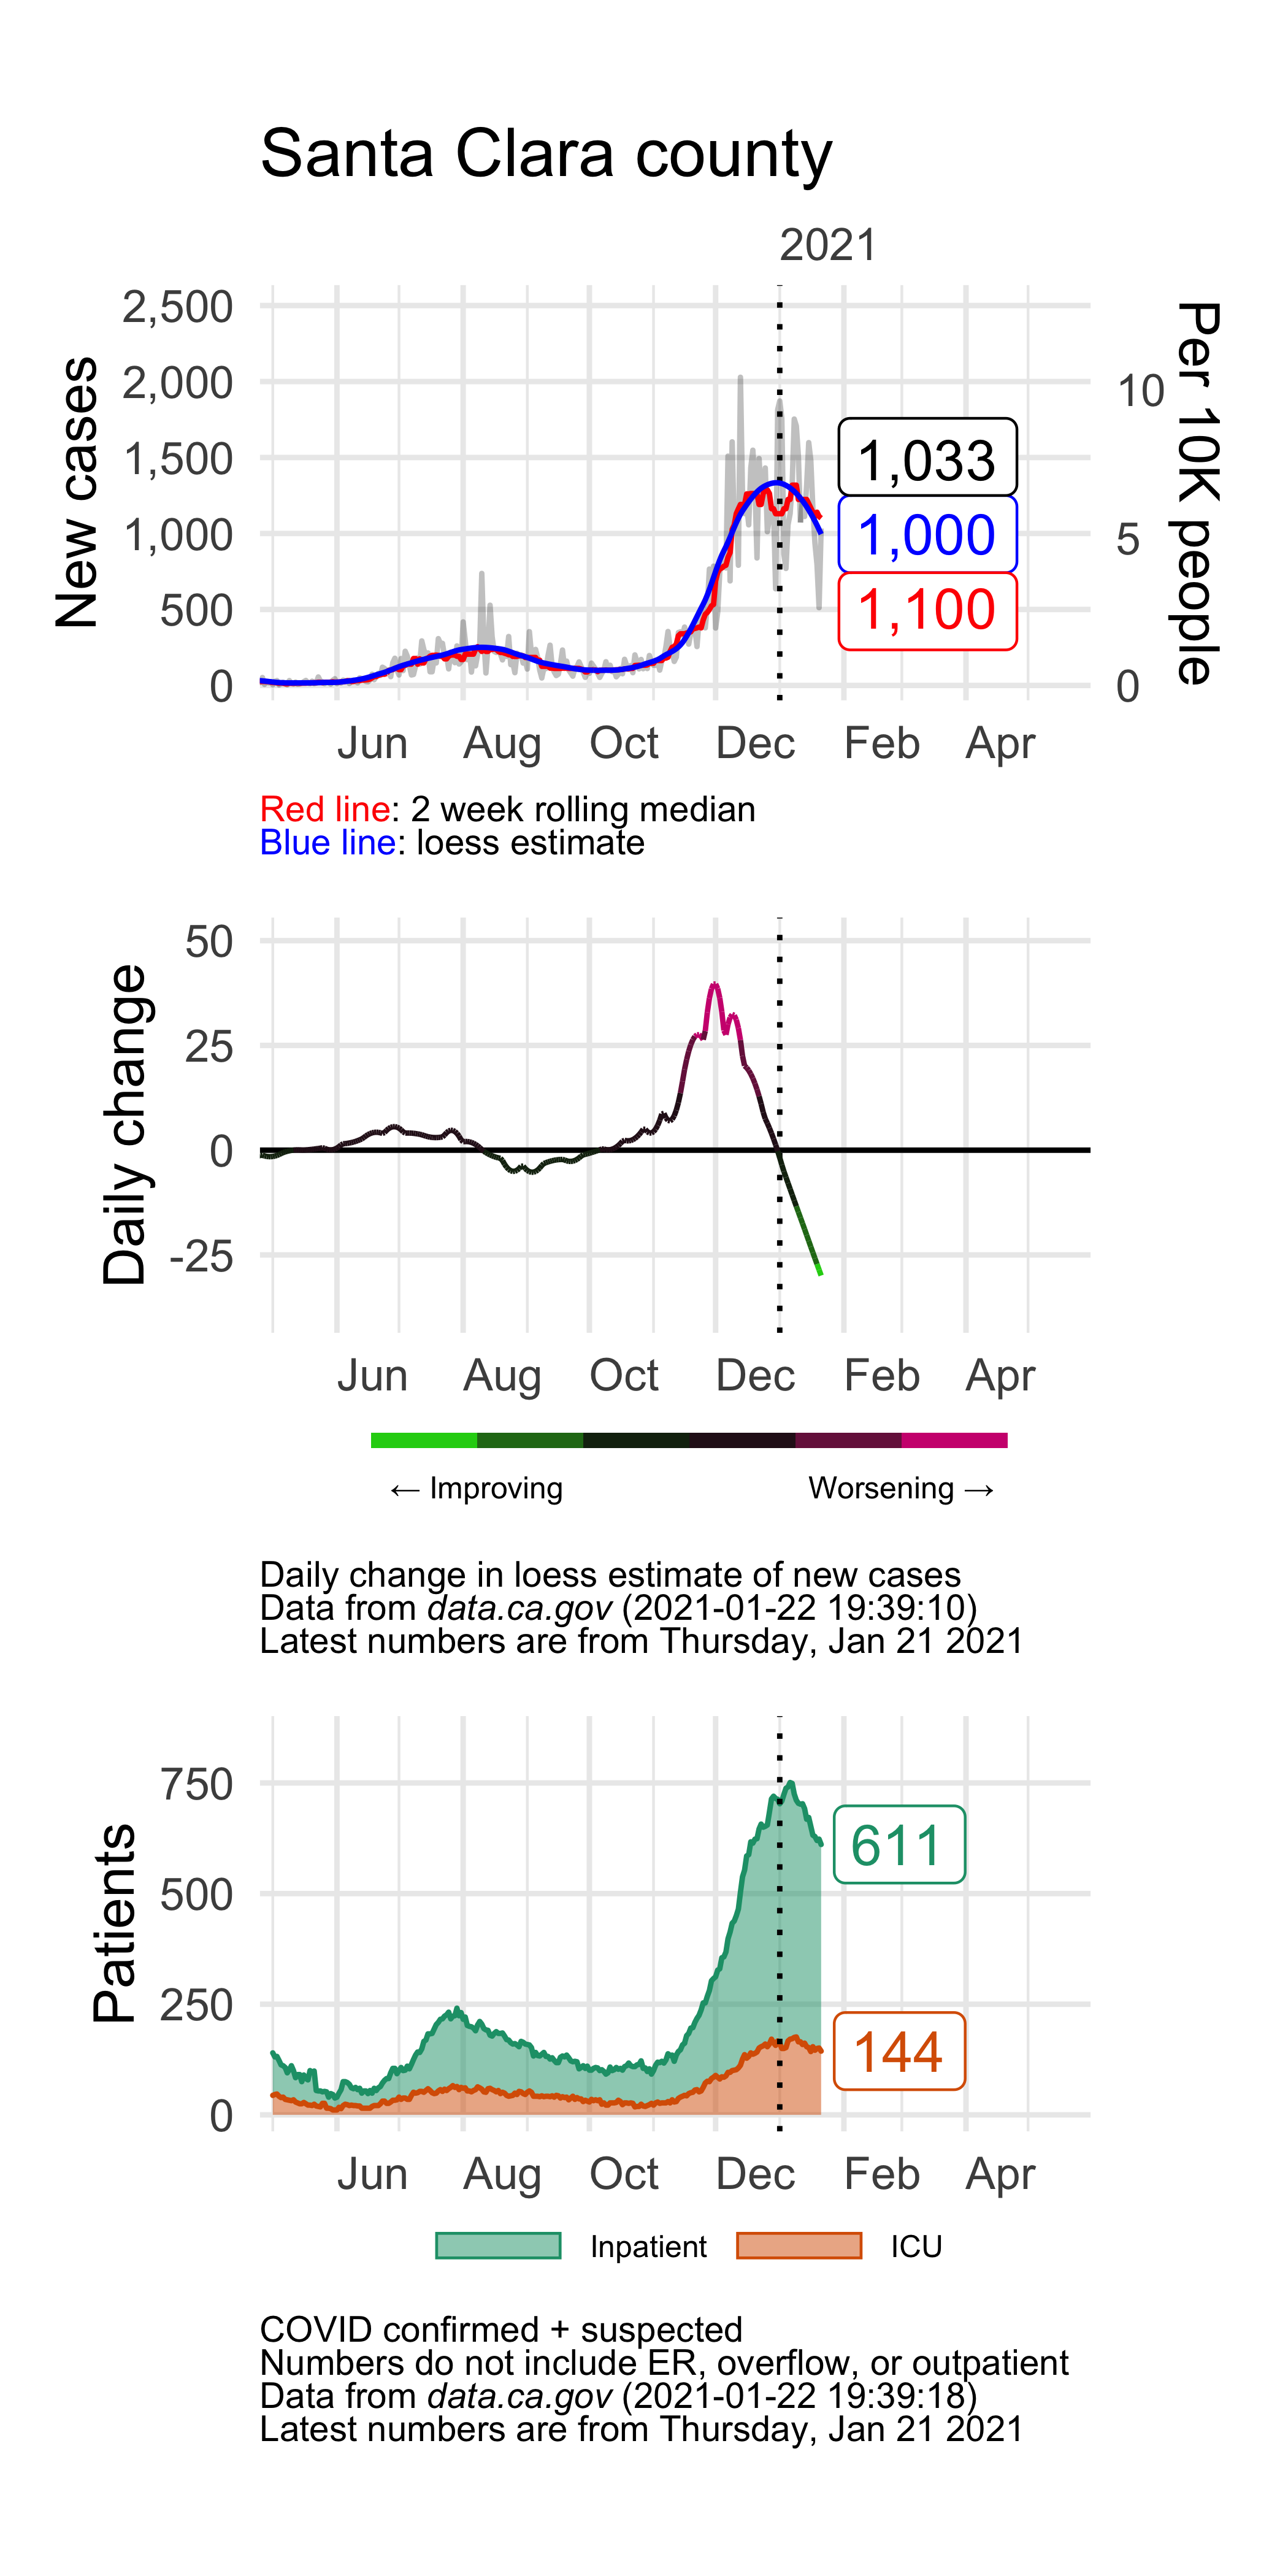 Santa Clara county
2021
New cases
2,500
2,000
1,500
1,000
500
0
10
5
0
Per 10K people
1,033
1,000
1,100
Jun Aug Oct Dec Feb Apr
Red line: 2 week rolling median
Blue line: loess estimate
Daily change
50
25
0
-25
Jun Aug Oct Dec Feb Apr
← Improving Worsening →
Daily change in loess estimate of new cases
Data from data.ca.gov (2021-01-22 19:39:10)
Latest numbers are from Thursday, Jan 21 2021
Patients
750
500
250
0
611
144
Jun Aug Oct Dec Feb Apr
Inpatient ICU
COVID confirmed + suspected
Numbers do not include ER, overflow, or outpatient
Data from data.ca.gov (2021-01-22 19:39:18)
Latest numbers are from Thursday, Jan 21 2021